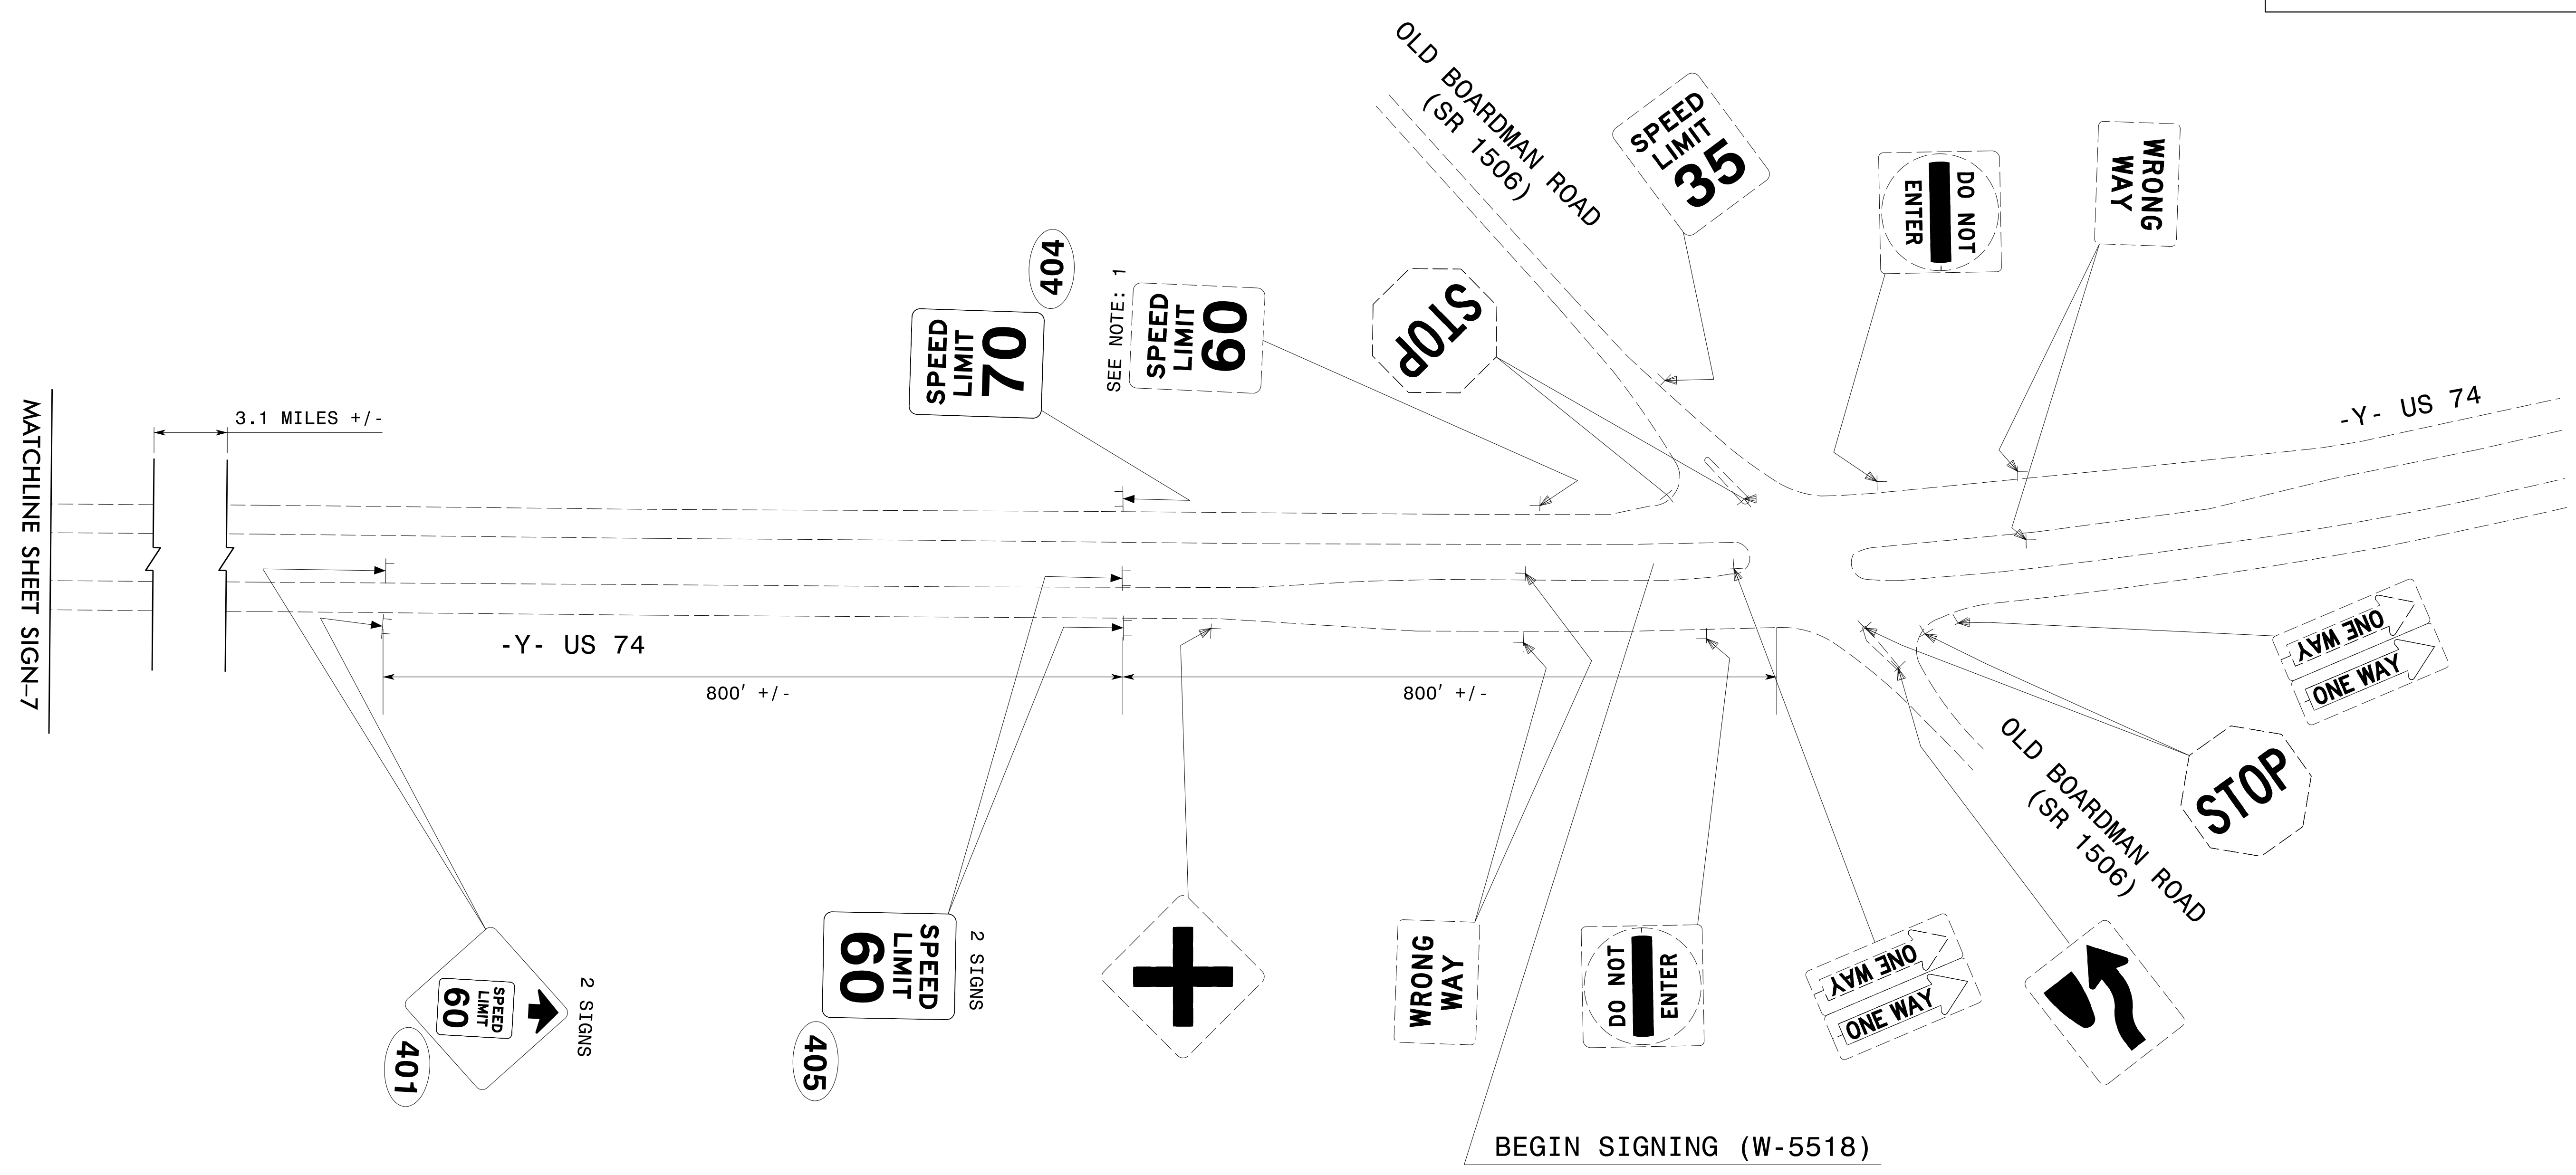 OLD BOARDMAN ROAD
(SR 1506)
SPEED
LIMIT
35
DO NOT
ENTER
WRONG
WAY
404
SPEED
LIMIT
70
SEE NOTE: 1
SPEED
LIMIT
60
STOP
-Y- US 74
MATCHLINE SHEET SIGN-7
3.1 MILES +/-
-Y- US 74
800' +/-
800' +/-
ONE WAY
ONE WAY
STOP
OLD BOARDMAN ROAD
(SR 1506)
SPEED
LIMIT
60
2 SIGNS
401
SPEED
LIMIT
60
2 SIGNS
405
WRONG
WAY
DO NOT
ENTER
ONE WAY
ONE WAY
BEGIN SIGNING (W-5518)